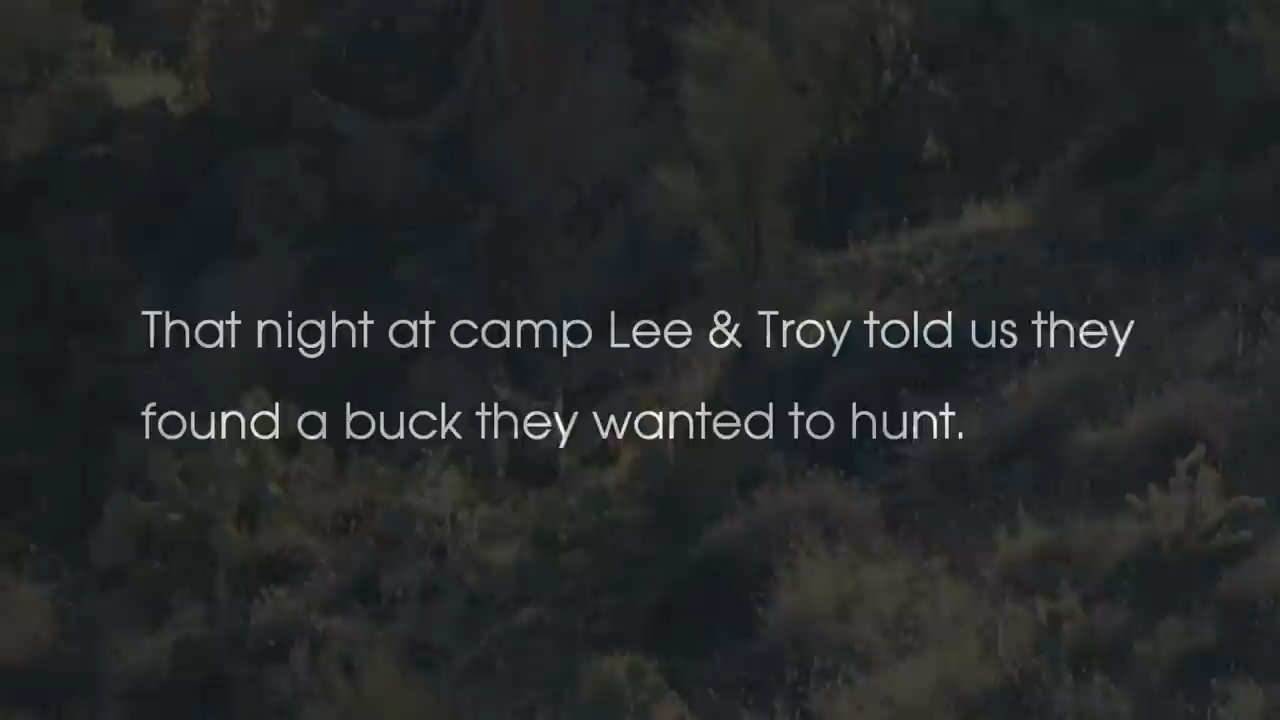 That night at camp Lee & Troy told us they
found a buck they wanted to hunt.